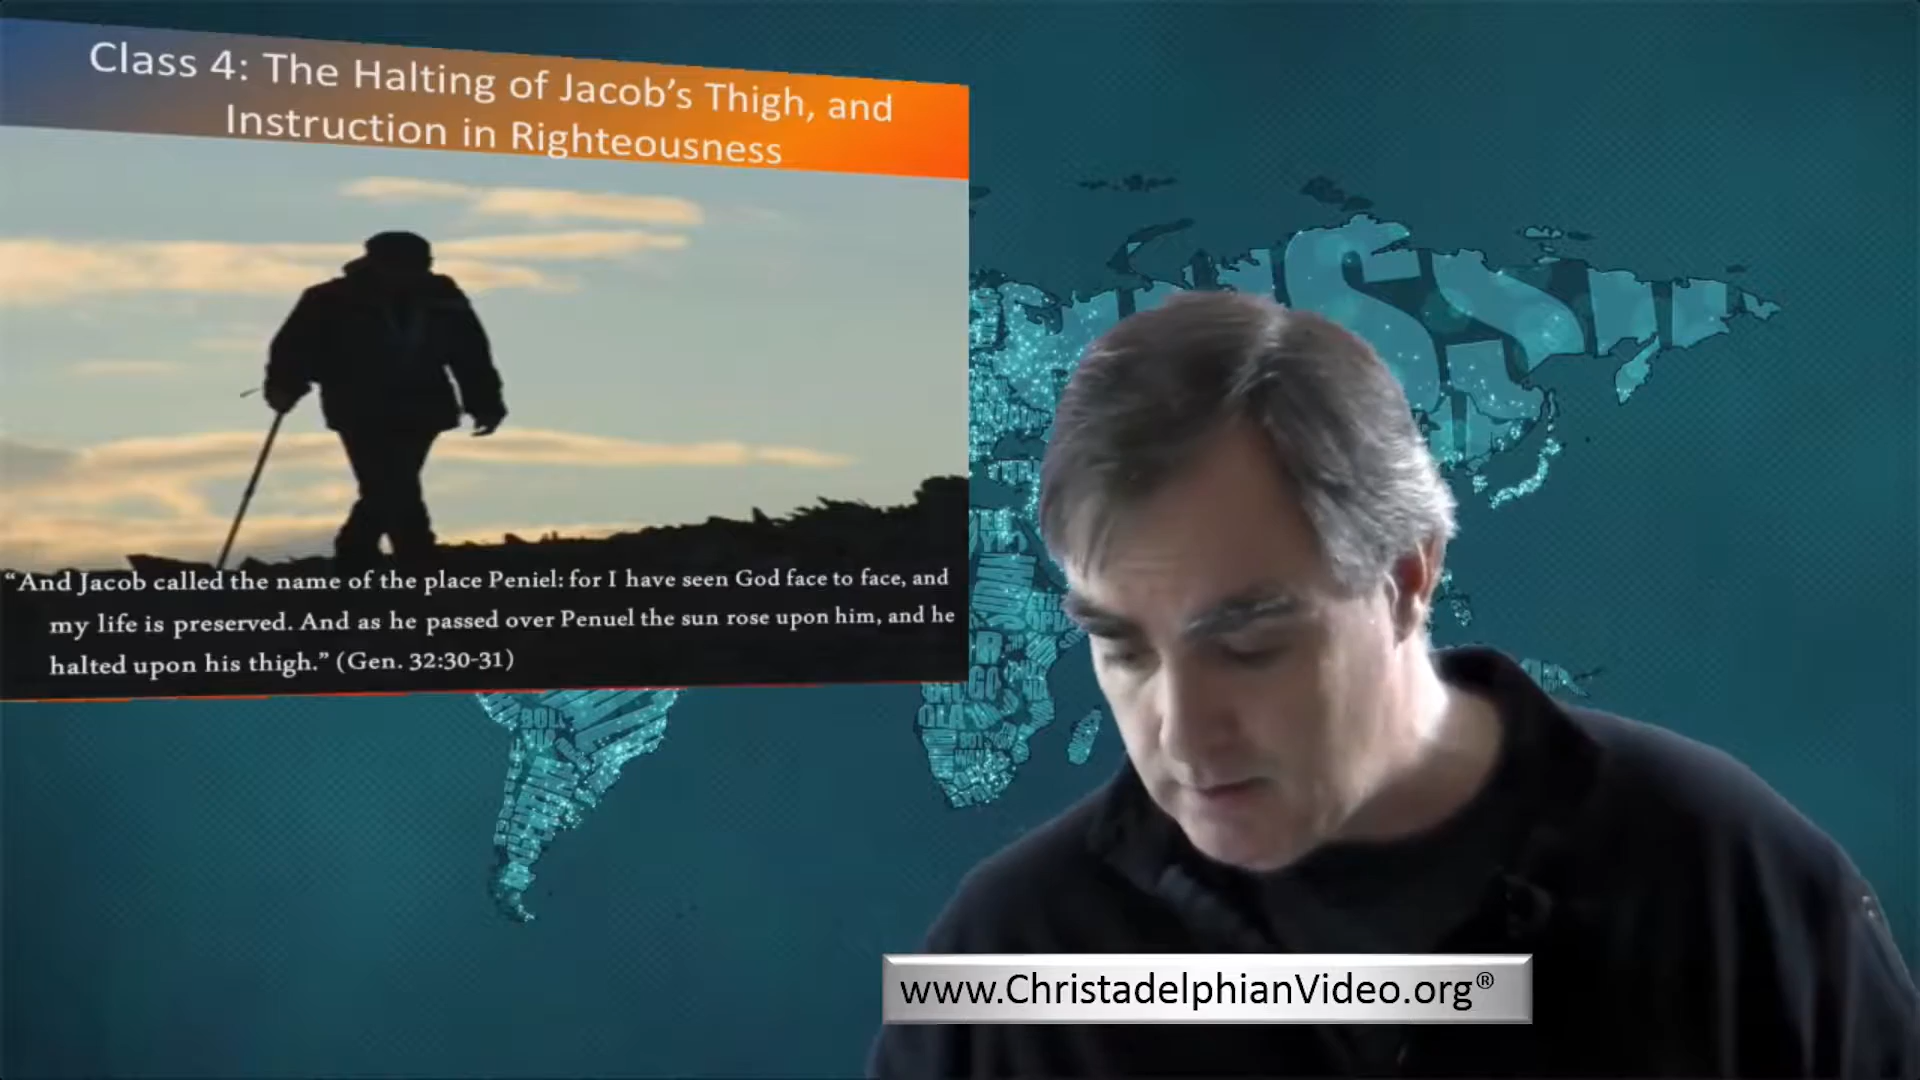 Class 4: The Halting of Jacob's Thigh, and
Instruction in Righteousness
“And Jacob called the name of the place Peniel: for I have seen God face to face, and
my life is preserved. And as he passed over Penuel the sun rose upon him, and he
halted upon his thigh.” (Gen. 32:30-31)
www.ChristadelphianVideo.org®